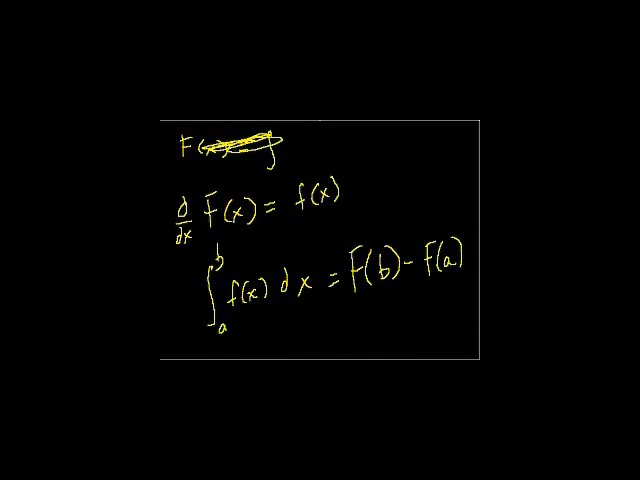 F(x)
d/dx F(x) = f(x)
∫_a^b f(x) dx = F(b) - F(a)